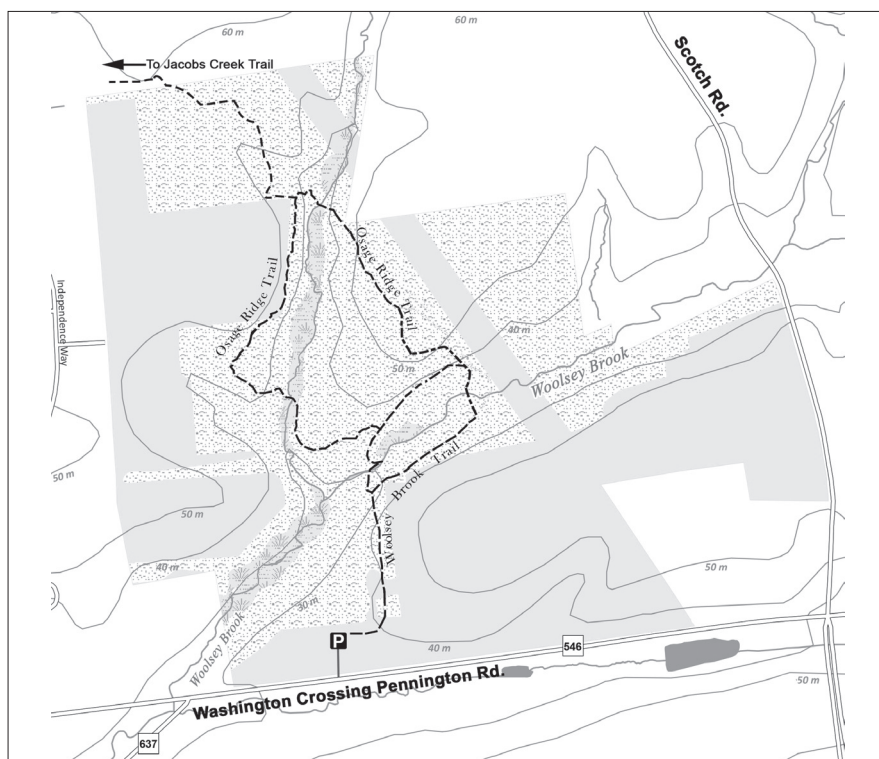 60 m
60 m
To Jacobs Creek Trail
Scotch Rd.
Osage Ridge Trail
Osage Ridge Trail
Independence Way
40 m
50 m
Woolsey Brook
50 m
Woolsey Brook Trail
50 m
40 m
50 m
30 m
Woolsey Brook
P
40 m
546
50 m
Washington Crossing Pennington Rd.
637